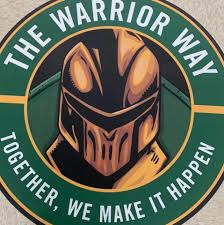 THE WARRIOR WAY
TOGETHER, WE MAKE IT HAPPEN